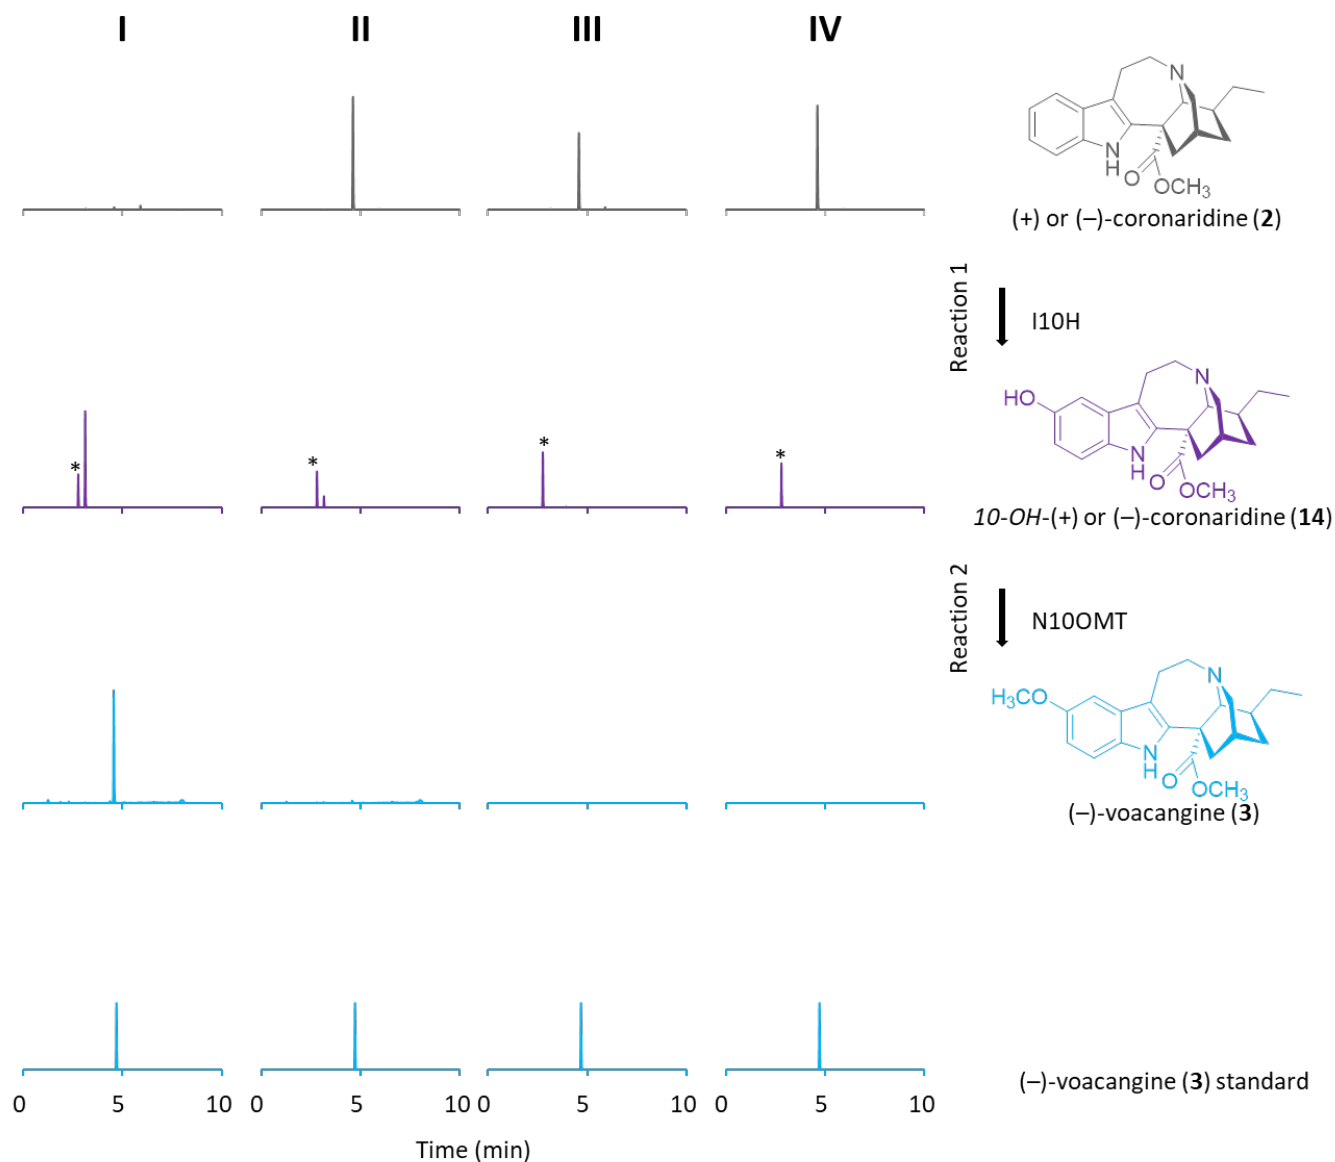 I II III IV
N
N
H
O
OCH3
(+) or (–)-coronaridine (2)
Reaction 1
I10H
HO
N
N
H
O
OCH3
* * * *
10-OH-(+) or (–)-coronaridine (14)
Reaction 2
N10OMT
H3CO
N
N
H
O
OCH3
(–)-voacangine (3)
(–)-voacangine (3) standard
0 5 10 0 5 10 0 5 10 0 5 10
Time (min)